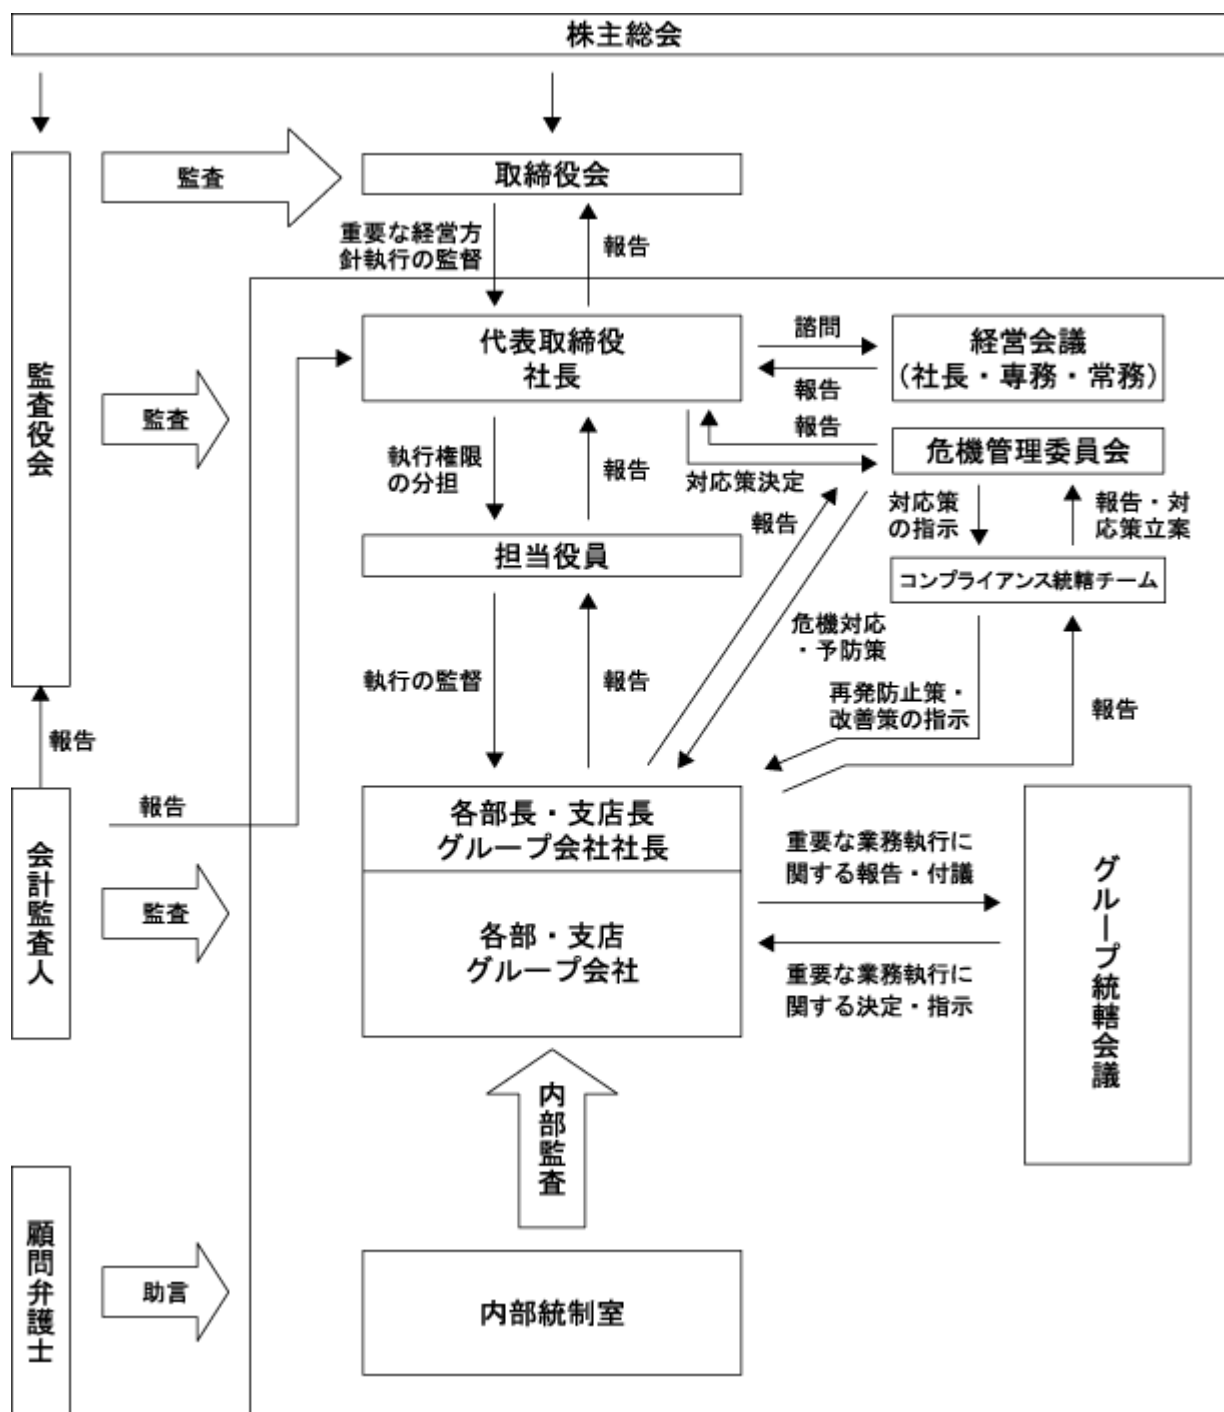 株主総会
監査
取締役会
重要な経営方
針執行の監督
報告
監査役会
代表取締役
社長
諮問
報告
経営会議
(社長・専務・常務)
監査
報告
危機管理委員会
執行権限
の分担
報告
対応策決定
報告
対応策
の指示
報告・対
応策立案
担当役員
コンプライアンス統轄チーム
危機対応
・予防策
執行の監督
報告
再発防止策・
改善策の指示
報告
報告
報告
会計監査人
各部長・支店長
グループ会社社長
重要な業務執行に
関する報告・付議
監査
各部・支店
グループ会社
重要な業務執行に
関する決定・指示
グループ統轄会議
内部監査
顧問弁護士
助言
内部統制室